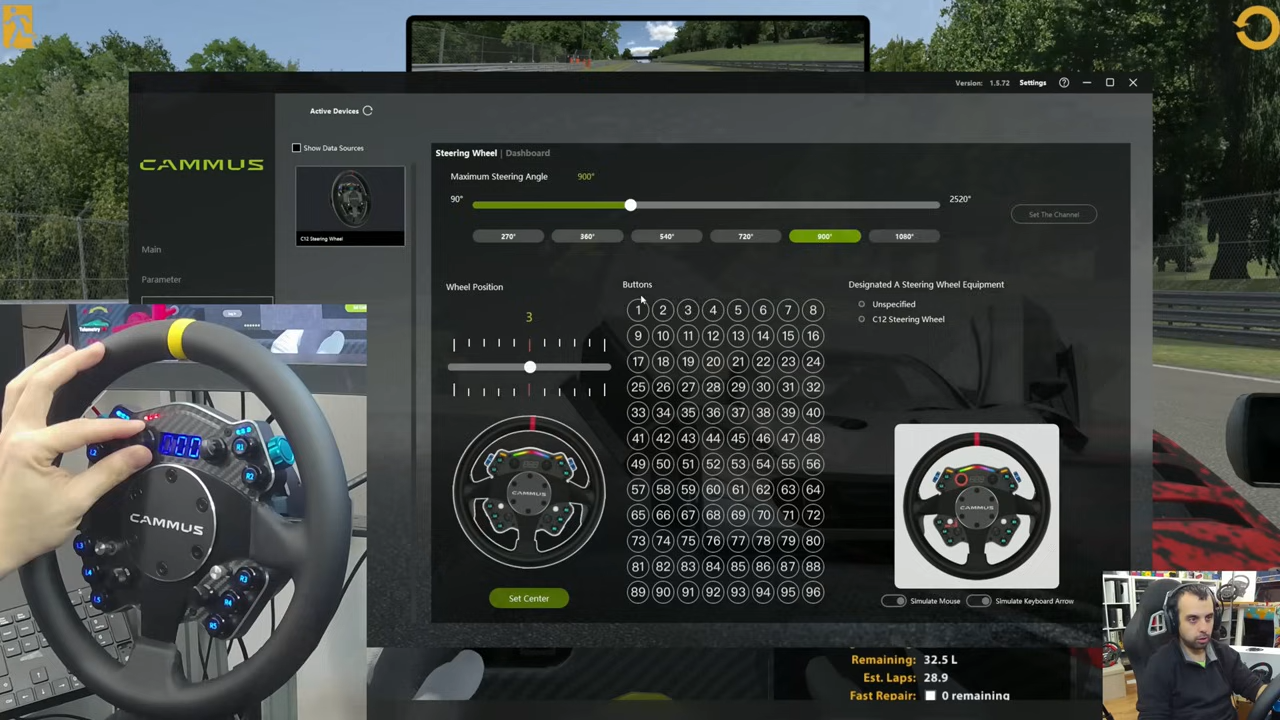 Version: 1.5.72 Settings
Active Devices
Show Data Sources
CAMMUS
C12 Steering Wheel
Main
Parameter
Steering Wheel | Dashboard
Maximum Steering Angle 900°
90° 2520°
Set The Channel
270° 360° 540° 720° 900° 1080°
Wheel Position
3
CAMMUS
Set Center
Buttons
1 2 3 4 5 6 7 8
9 10 11 12 13 14 15 16
17 18 19 20 21 22 23 24
25 26 27 28 29 30 31 32
33 34 35 36 37 38 39 40
41 42 43 44 45 46 47 48
49 50 51 52 53 54 55 56
57 58 59 60 61 62 63 64
65 66 67 68 69 70 71 72
73 74 75 76 77 78 79 80
81 82 83 84 85 86 87 88
89 90 91 92 93 94 95 96
Designated A Steering Wheel Equipment
Unspecified
C12 Steering Wheel
CAMMUS
Simulate Mouse Simulate Keyboard Arrow
Telemetry
R1
R2
CAMMUS
R3
R4
R5
Remaining: 32.5 L
Est. Laps: 28.9
Fast Repair: 0 remaining